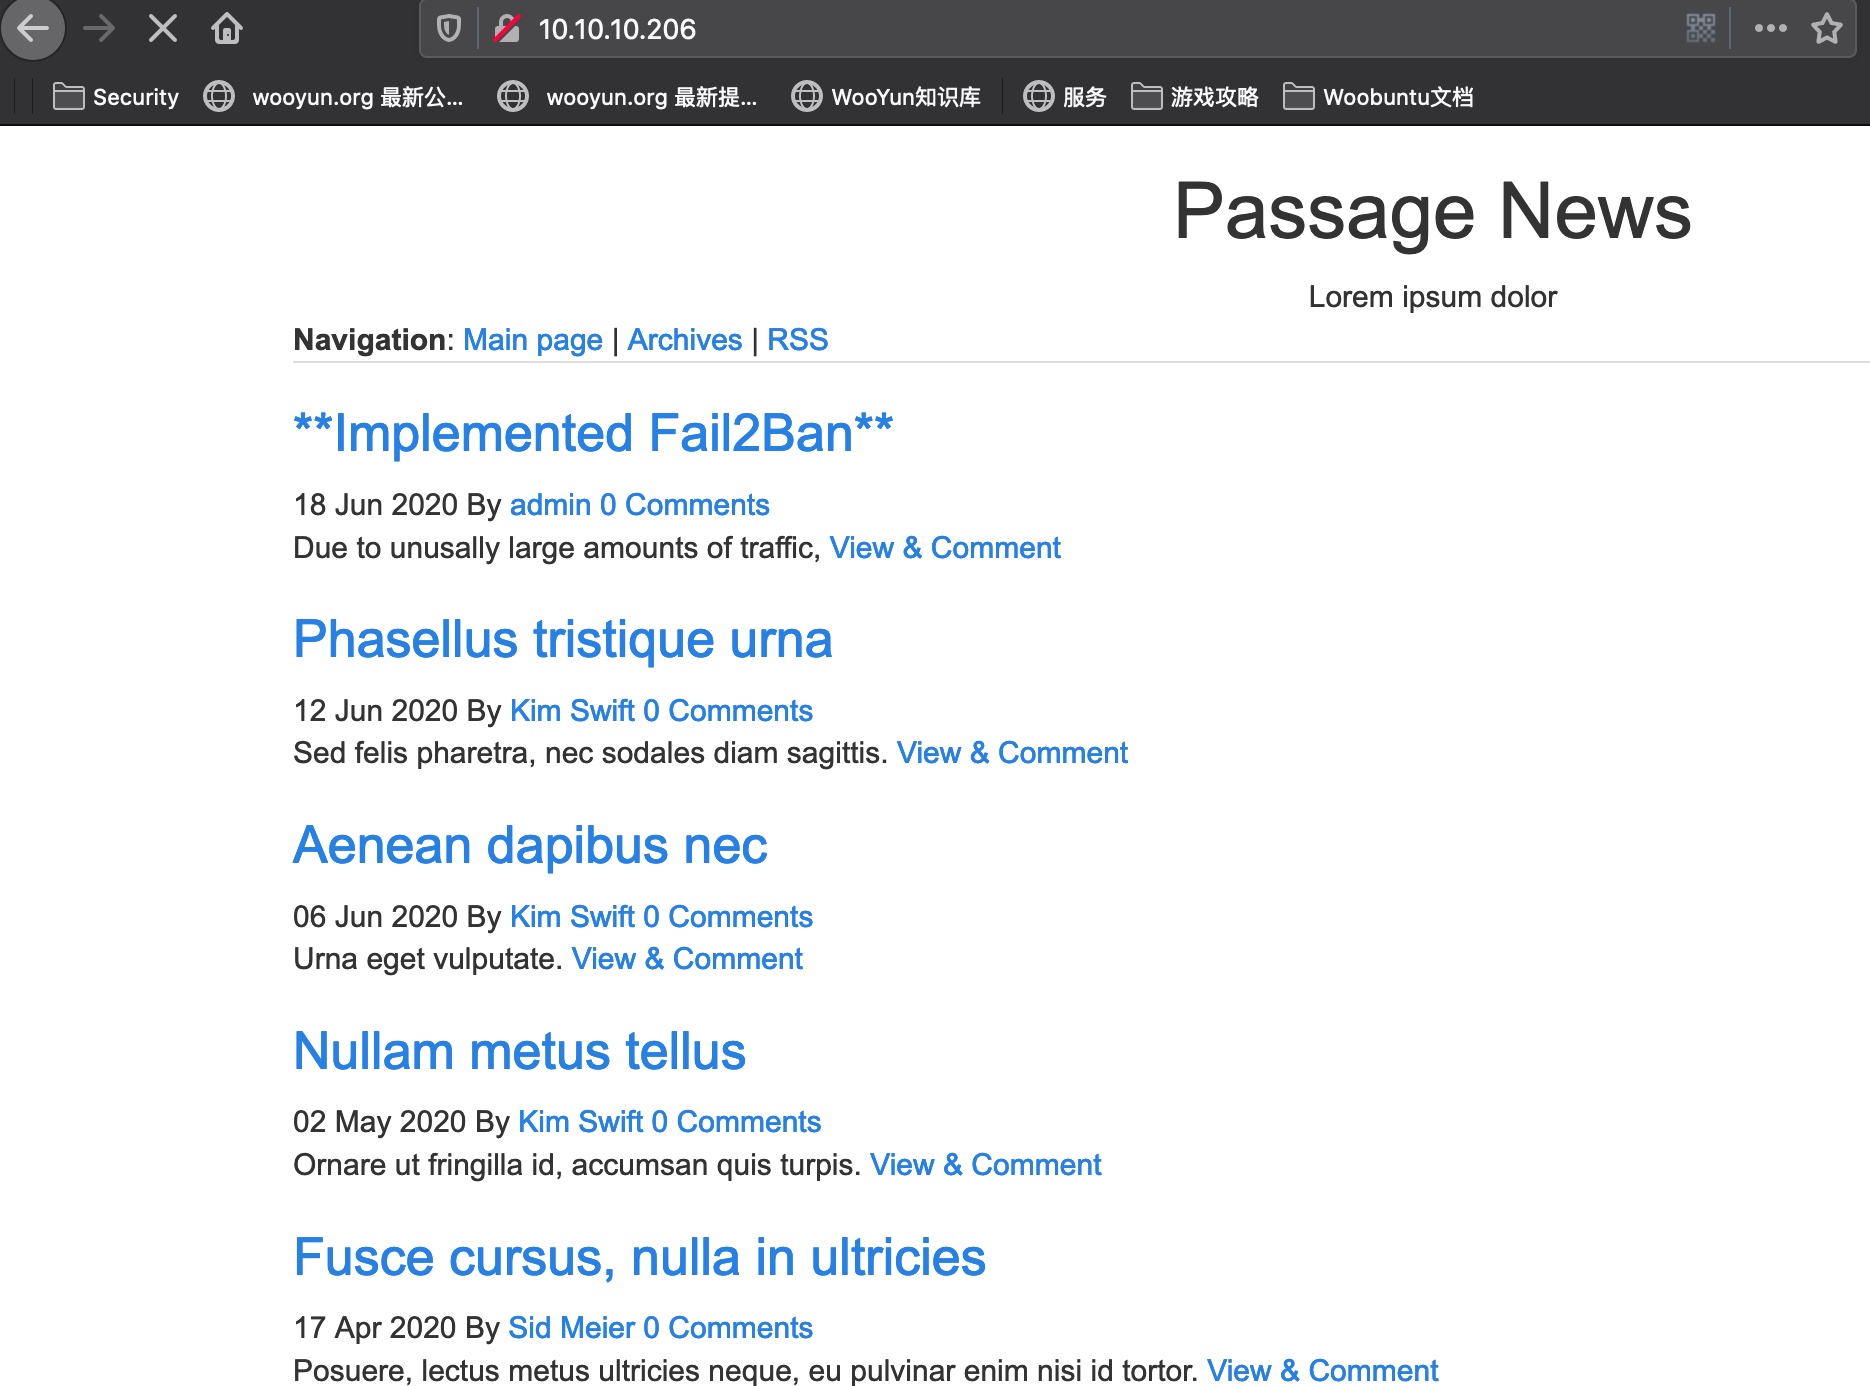 10.10.10.206
Security wooyun.org 最新公... wooyun.org 最新提... WooYun知识库 服务 游戏攻略 Woobuntu文档
Passage News
Lorem ipsum dolor
Navigation: Main page | Archives | RSS
**Implemented Fail2Ban**
18 Jun 2020 By admin 0 Comments
Due to unusally large amounts of traffic, View & Comment
Phasellus tristique urna
12 Jun 2020 By Kim Swift 0 Comments
Sed felis pharetra, nec sodales diam sagittis. View & Comment
Aenean dapibus nec
06 Jun 2020 By Kim Swift 0 Comments
Urna eget vulputate. View & Comment
Nullam metus tellus
02 May 2020 By Kim Swift 0 Comments
Ornare ut fringilla id, accumsan quis turpis. View & Comment
Fusce cursus, nulla in ultricies
17 Apr 2020 By Sid Meier 0 Comments
Posuere, lectus metus ultricies neque, eu pulvinar enim nisi id tortor. View & Comment